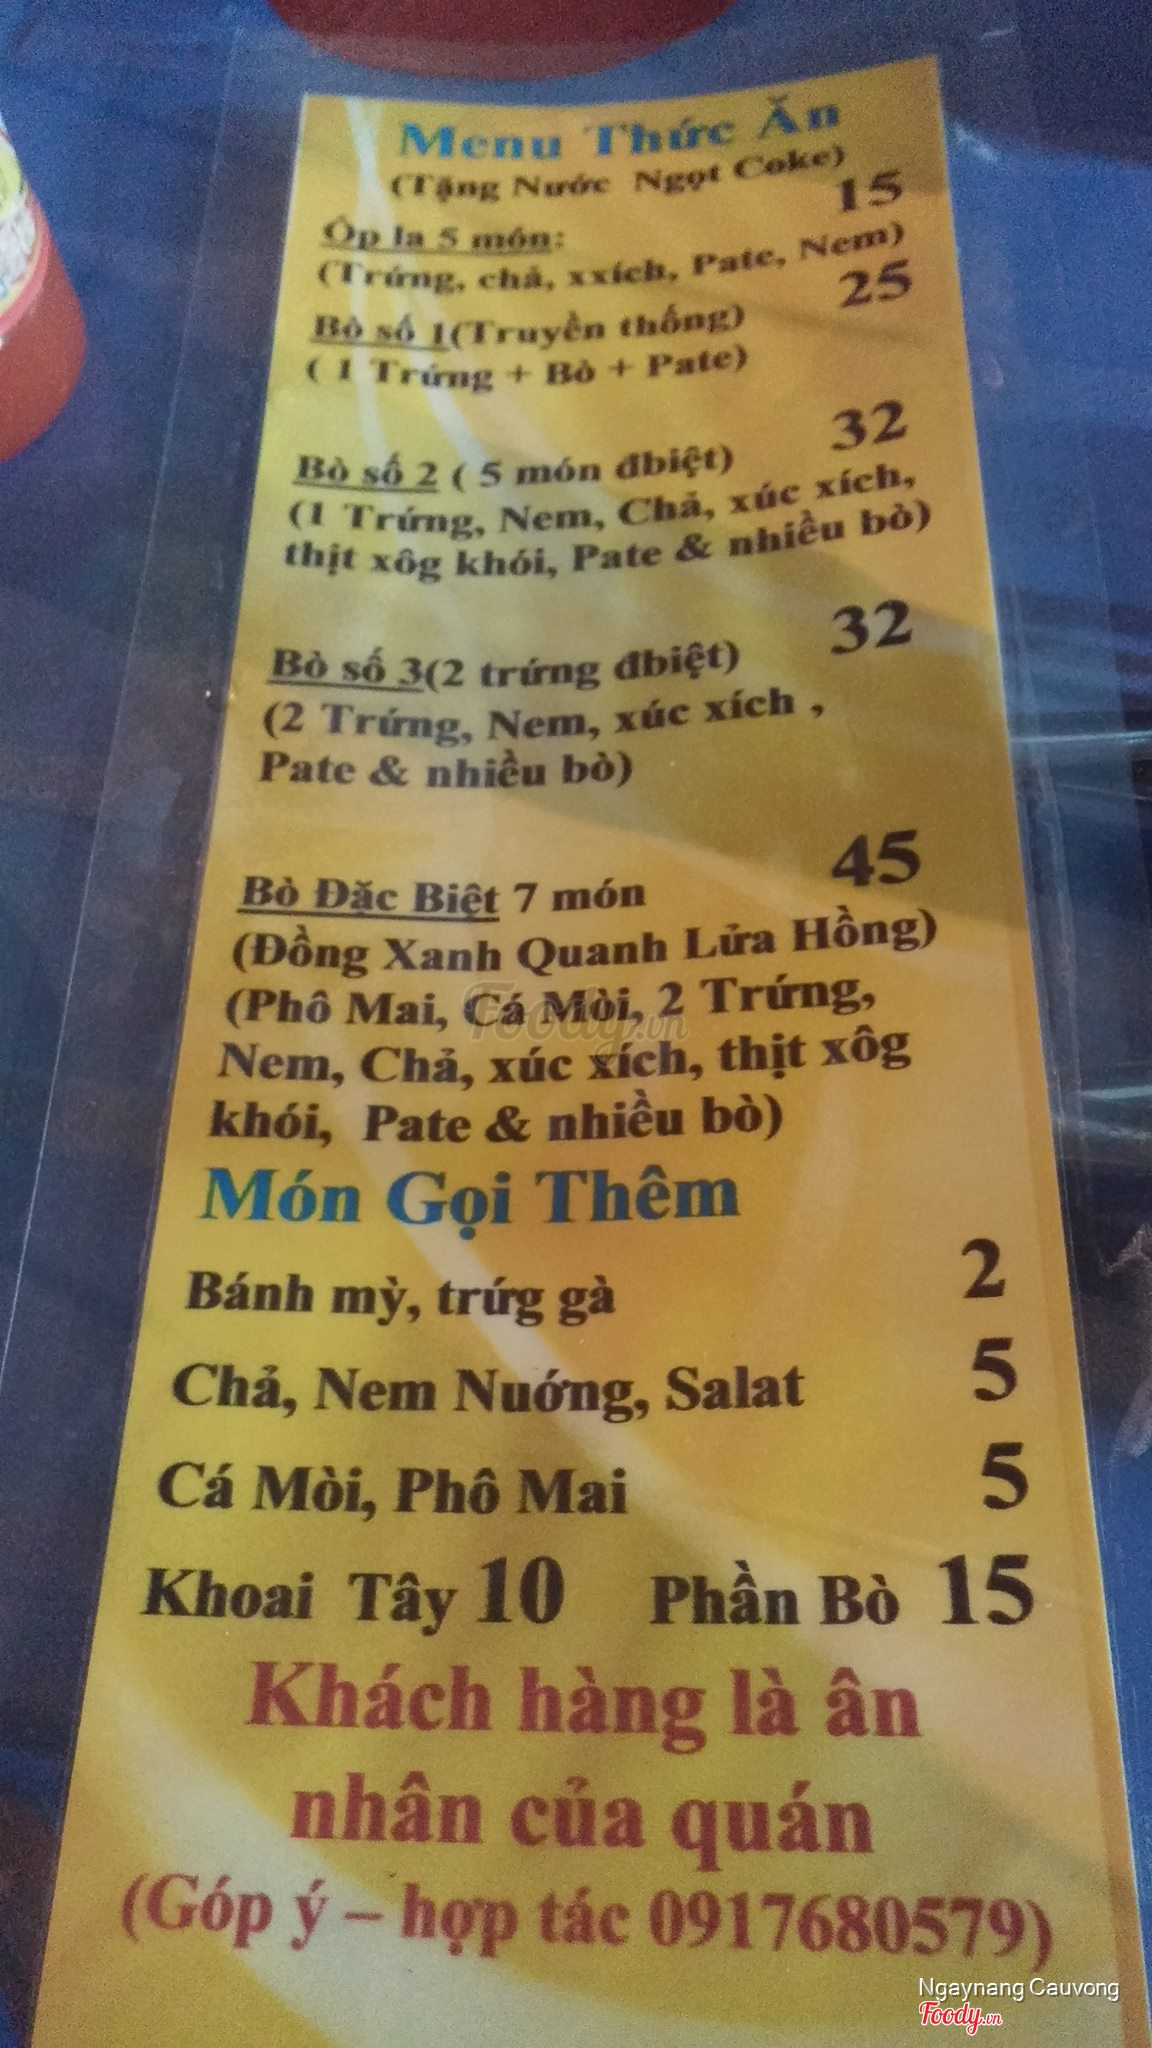 Menu Thức Ăn
(Tặng Nước Ngọt Coke)
15
Ốp la 5 món:
(Trứng, chả, xxích, Pate, Nem)
25
Bò số 1(Truyền thống)
( 1 Trứng + Bò + Pate)
32
Bò số 2 ( 5 món đbiệt)
(1 Trứng, Nem, Chả, xúc xích,
thịt xôg khói, Pate & nhiều bò)
32
Bò số 3(2 trứng đbiệt)
(2 Trứng, Nem, xúc xích ,
Pate & nhiều bò)
45
Bò Đặc Biệt 7 món
(Đồng Xanh Quanh Lửa Hồng)
(Phô Mai, Cá Mòi, 2 Trứng,
Nem, Chả, xúc xích, thịt xôg
khói, Pate & nhiều bò)
Món Gọi Thêm
Bánh mỳ, trứg gà 2
Chả, Nem Nuớng, Salat 5
Cá Mòi, Phô Mai 5
Khoai Tây 10 Phần Bò 15
Khách hàng là ân
nhân của quán
(Góp ý – hợp tác 0917680579)
Foody.vn
Ngaynang Cauvong
Foody.vn